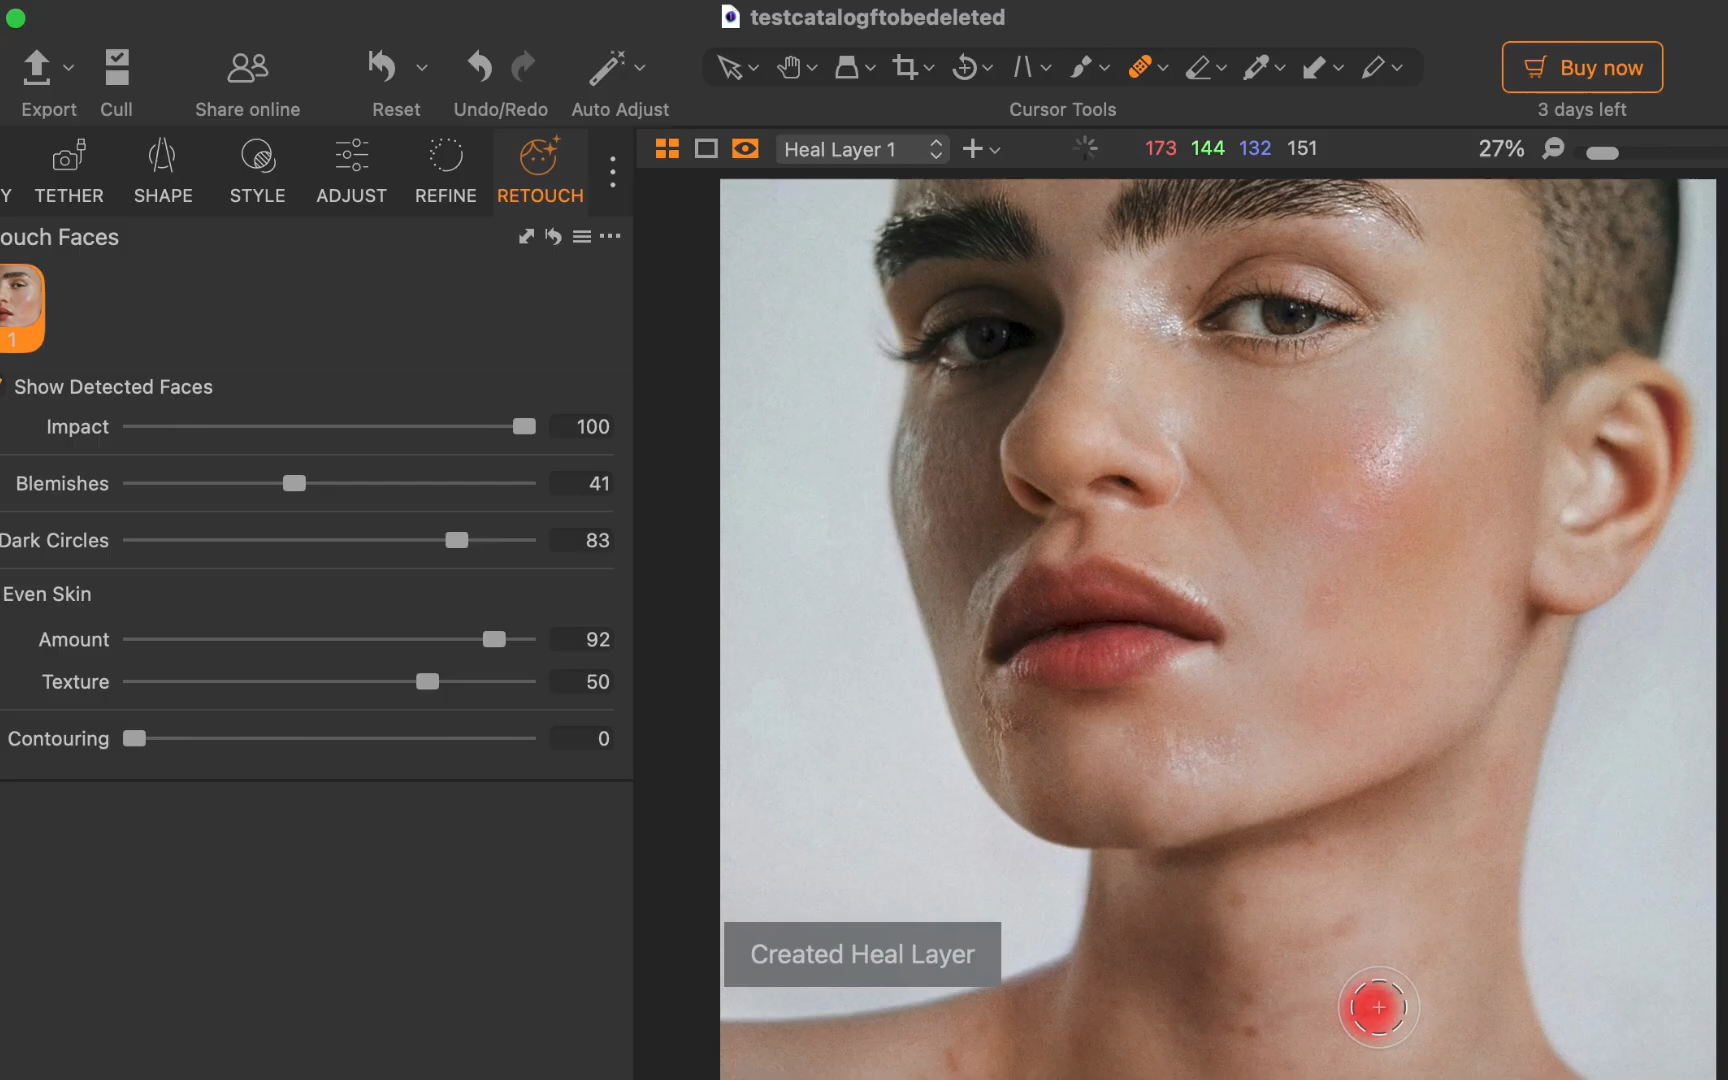 testcatalogftobedeleted
Export
Cull
Share online
Reset
Undo/Redo
Auto Adjust
Cursor Tools
Buy now
3 days left
Y
TETHER
SHAPE
STYLE
ADJUST
REFINE
RETOUCH
Heal Layer 1
173 144 132 151
27%
ouch Faces
1
Show Detected Faces
Impact 100
Blemishes 41
Dark Circles 83
Even Skin
Amount 92
Texture 50
Contouring 0
Created Heal Layer